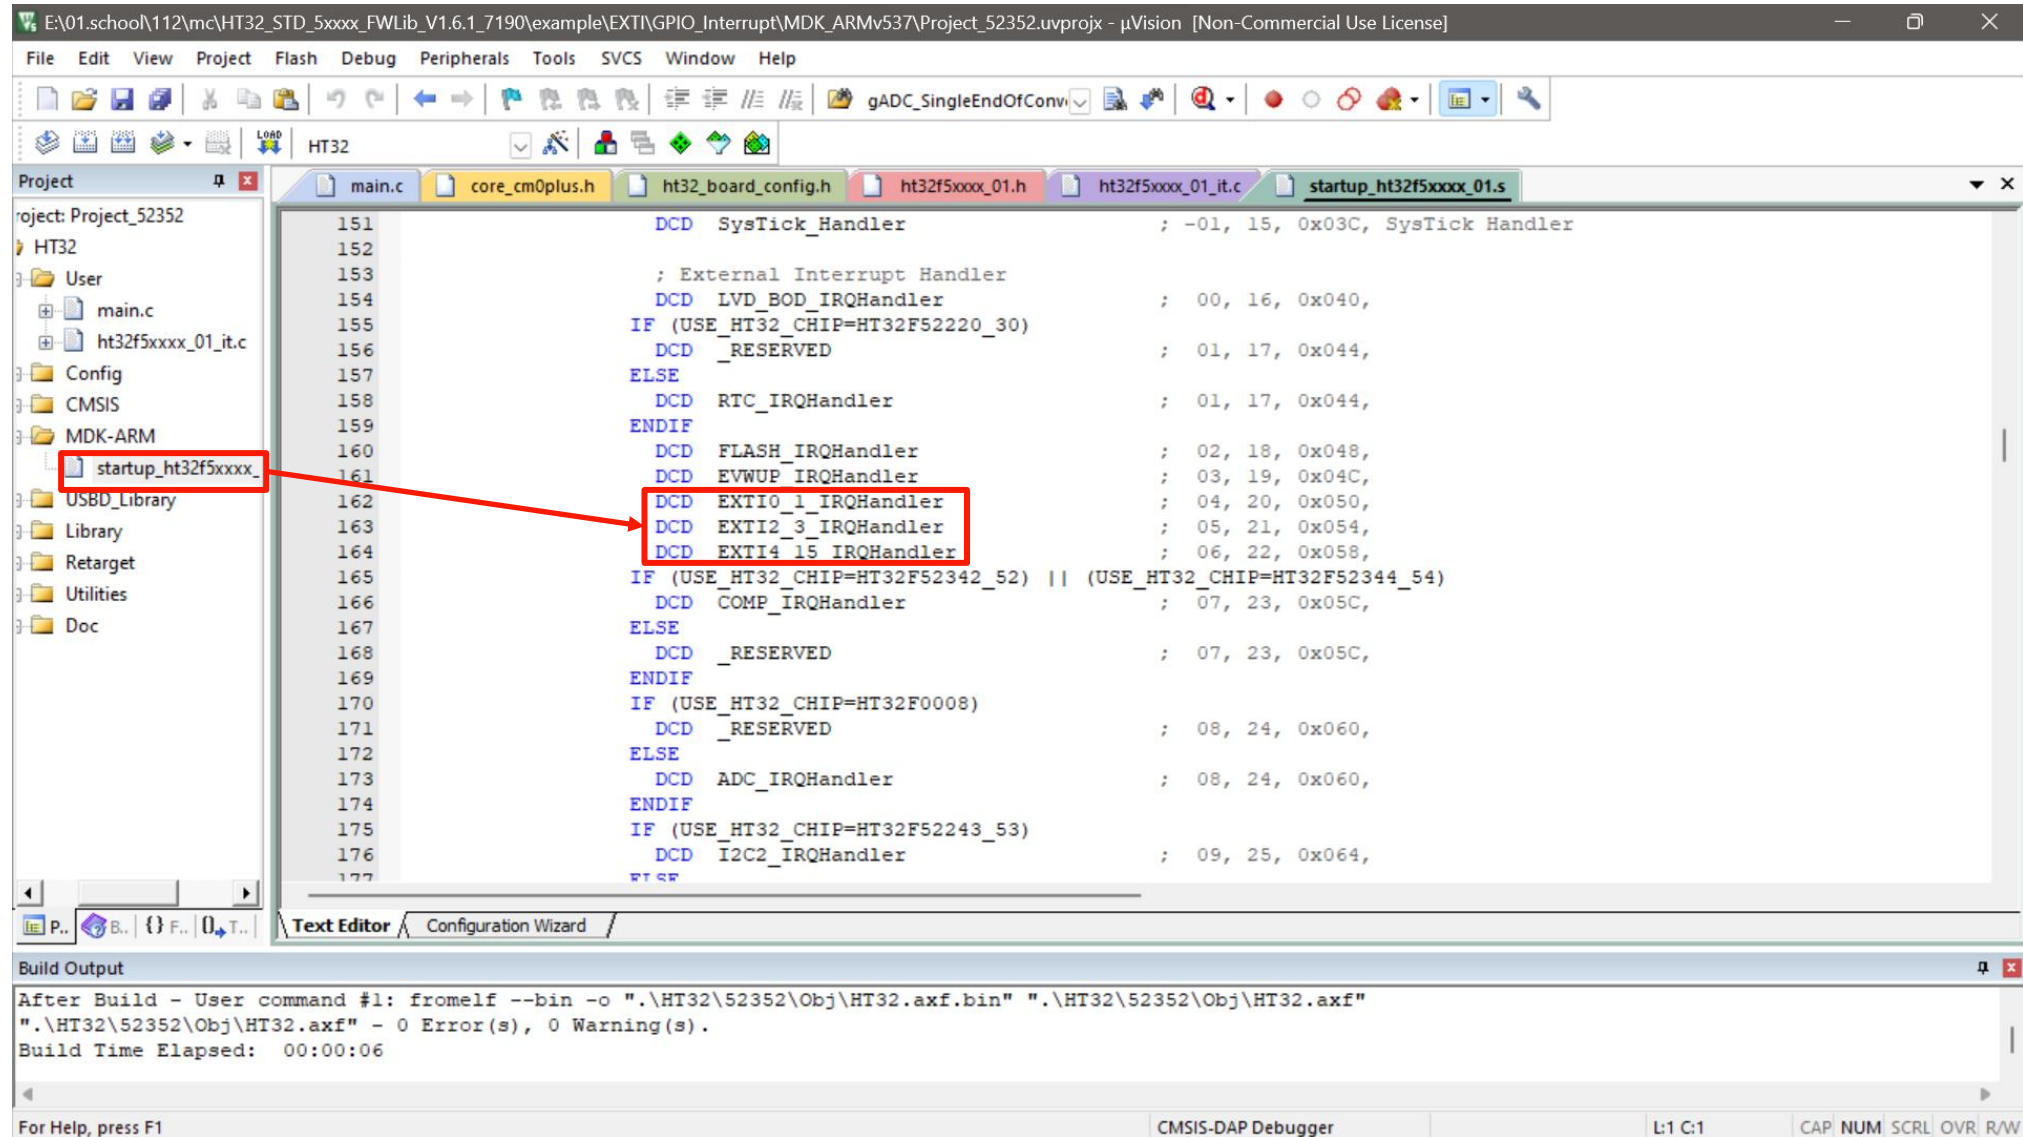 E:\01.school\112\mc\HT32_STD_5xxxx_FWLib_V1.6.1_7190\example\EXTI\GPIO_Interrupt\MDK_ARMv537\Project_52352.uvprojx - µVision [Non-Commercial Use License]
File Edit View Project Flash Debug Peripherals Tools SVCS Window Help
gADC_SingleEndOfConv
LOAD HT32
Project
main.c core_cm0plus.h ht32_board_config.h ht32f5xxxx_01.h ht32f5xxxx_01_it.c startup_ht32f5xxxx_01.s
roject: Project_52352
HT32
User
main.c
ht32f5xxxx_01_it.c
Config
CMSIS
MDK-ARM
startup_ht32f5xxxx_
USBD_Library
Library
Retarget
Utilities
Doc
151 DCD SysTick_Handler ; -01, 15, 0x03C, SysTick Handler
152
153 ; External Interrupt Handler
154 DCD LVD_BOD_IRQHandler ; 00, 16, 0x040,
155 IF (USE_HT32_CHIP=HT32F52220_30)
156 DCD _RESERVED ; 01, 17, 0x044,
157 ELSE
158 DCD RTC_IRQHandler ; 01, 17, 0x044,
159 ENDIF
160 DCD FLASH_IRQHandler ; 02, 18, 0x048,
161 DCD EVWUP_IRQHandler ; 03, 19, 0x04C,
162 DCD EXTI0_1_IRQHandler ; 04, 20, 0x050,
163 DCD EXTI2_3_IRQHandler ; 05, 21, 0x054,
164 DCD EXTI4_15_IRQHandler ; 06, 22, 0x058,
165 IF (USE_HT32_CHIP=HT32F52342_52) || (USE_HT32_CHIP=HT32F52344_54)
166 DCD COMP_IRQHandler ; 07, 23, 0x05C,
167 ELSE
168 DCD _RESERVED ; 07, 23, 0x05C,
169 ENDIF
170 IF (USE_HT32_CHIP=HT32F0008)
171 DCD _RESERVED ; 08, 24, 0x060,
172 ELSE
173 DCD ADC_IRQHandler ; 08, 24, 0x060,
174 ENDIF
175 IF (USE_HT32_CHIP=HT32F52243_53)
176 DCD I2C2_IRQHandler ; 09, 25, 0x064,
177 ELSE
P.. B.. {} F.. 0 T..
Text Editor Configuration Wizard
Build Output
After Build - User command #1: fromelf --bin -o ".\HT32\52352\Obj\HT32.axf.bin" ".\HT32\52352\Obj\HT32.axf"
".\HT32\52352\Obj\HT32.axf" - 0 Error(s), 0 Warning(s).
Build Time Elapsed: 00:00:06
For Help, press F1 CMSIS-DAP Debugger L:1 C:1 CAP NUM SCRL OVR R/W